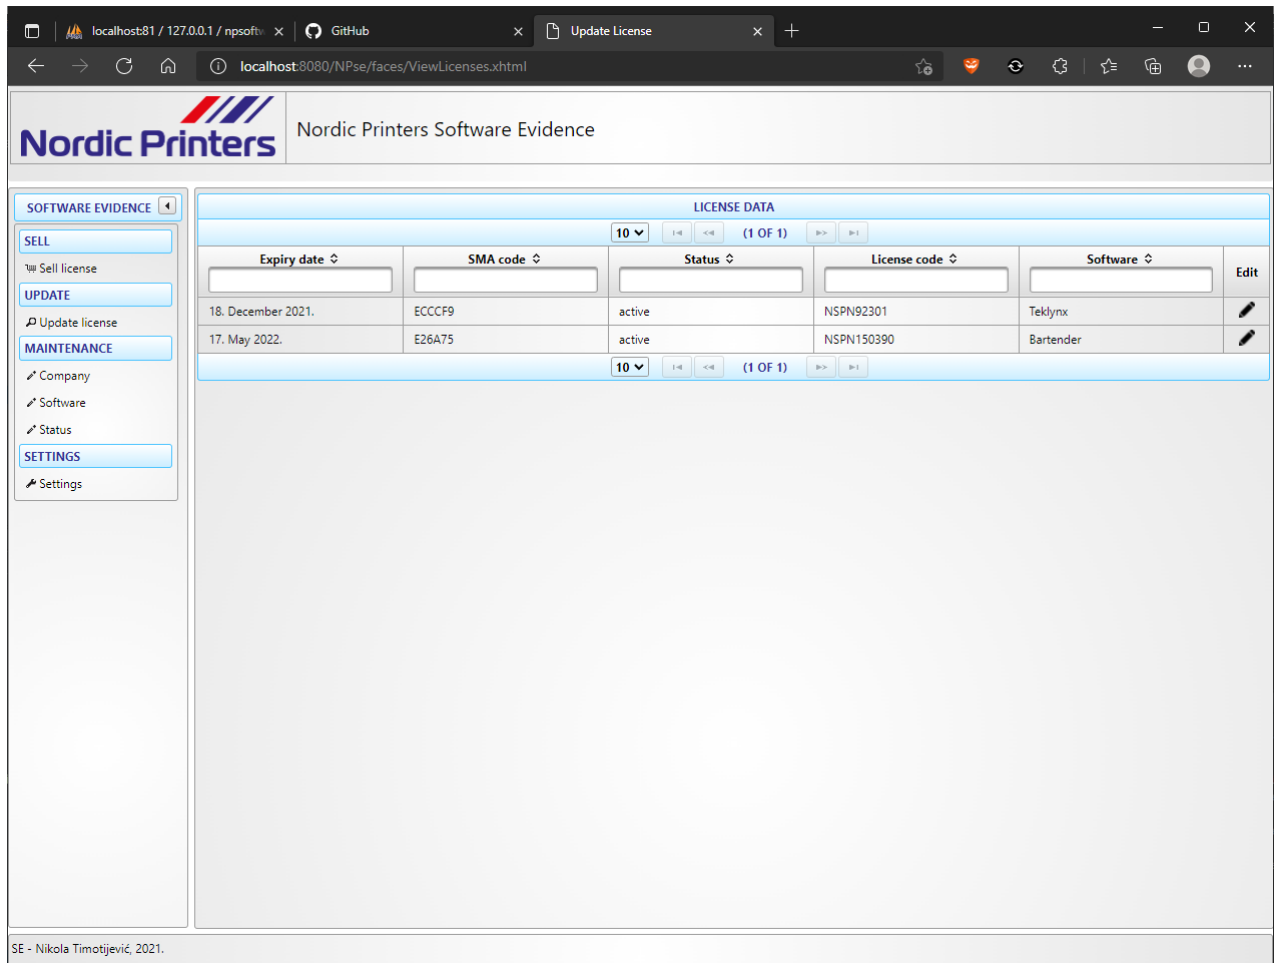 localhost:81 / 127.0.0.1 / npsoftw
GitHub
Update License
localhost:8080/NPse/faces/ViewLicenses.xhtml
Nordic Printers
Nordic Printers Software Evidence
SOFTWARE EVIDENCE
SELL
Sell license
UPDATE
Update license
MAINTENANCE
Company
Software
Status
SETTINGS
Settings
LICENSE DATA
10 (1 OF 1)
Expiry date SMA code Status License code Software Edit
18. December 2021. ECCCF9 active NSPN92301 Teklynx
17. May 2022. E26A75 active NSPN150390 Bartender
10 (1 OF 1)
SE - Nikola Timotijević, 2021.